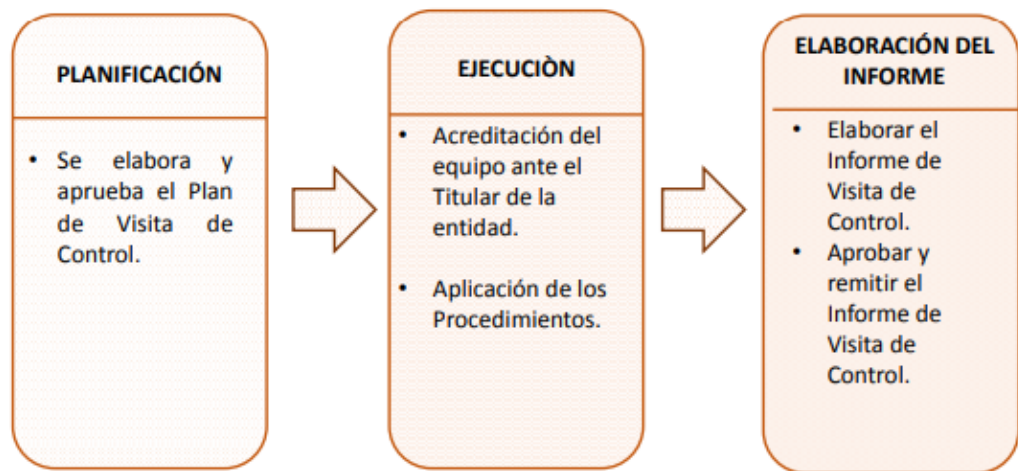 PLANIFICACIÓN
• Se elabora y
aprueba el Plan
de Visita de
Control.
EJECUCIÒN
• Acreditación del
equipo ante el
Titular de la
entidad.
• Aplicación de los
Procedimientos.
ELABORACIÓN DEL
INFORME
• Elaborar el
Informe de
Visita de
Control.
• Aprobar y
remitir el
Informe de
Visita de
Control.